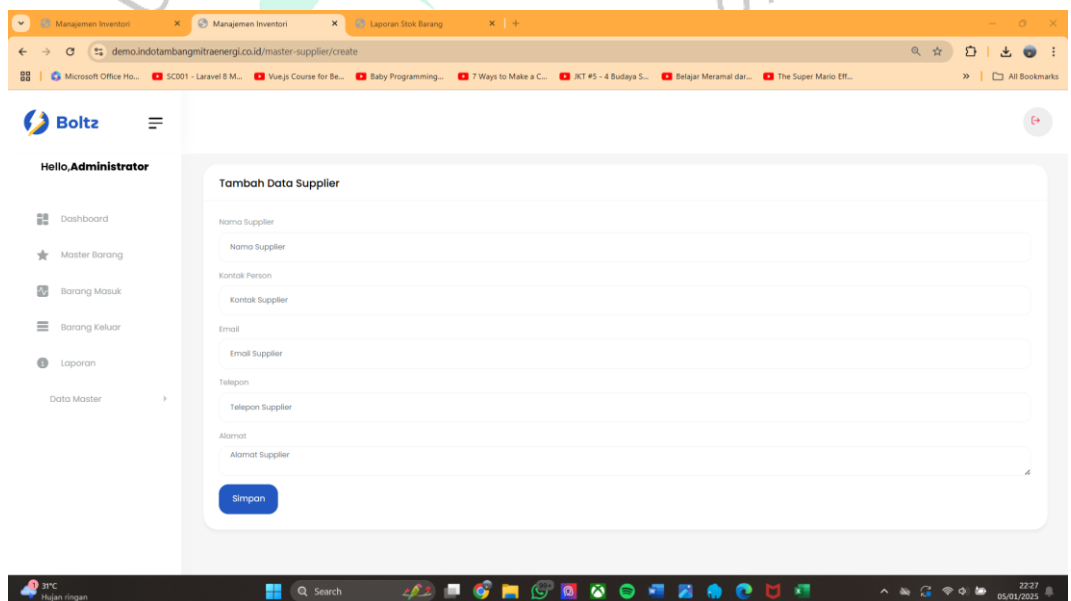 Manajemen Inventori
Manajemen Inventori
Laporan Stok Barang
demo.indotambangmitraenergi.co.id/master-supplier/create
Microsoft Office Ho...
SC001 - Laravel 8 M...
Vue.js Course for Be...
Baby Programming...
7 Ways to Make a C...
JKT #5 - 4 Budaya S...
Belajar Meramal dar...
The Super Mario Eff...
All Bookmarks
Boltz
Hello,Administrator
Dashboard
Master Barang
Barang Masuk
Barang Keluar
Laporan
Data Master
Tambah Data Supplier
Nama Supplier
Nama Supplier
Kontak Person
Kontak Supplier
Email
Email Supplier
Telepon
Telepon Supplier
Alamat
Alamat Supplier
Simpan
1
31°C
Hujan ringan
Search
22:27
05/01/2025